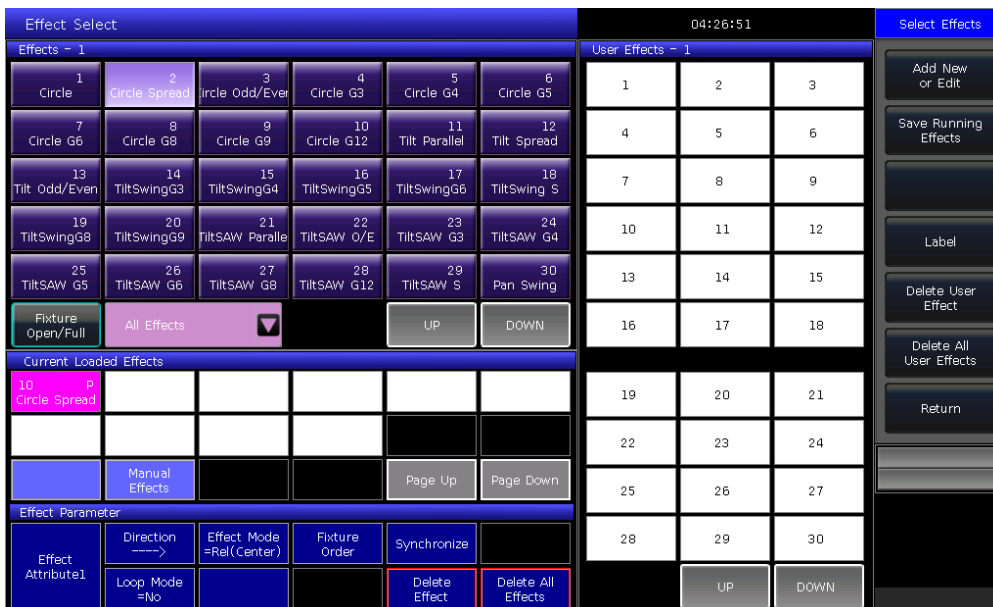 Effect Select
04:26:51
Select Effects
Effects - 1
User Effects - 1
1
Circle
2
Circle Spread
3
ircle Odd/Even
4
Circle G3
5
Circle G4
6
Circle G5
7
Circle G6
8
Circle G8
9
Circle G9
10
Circle G12
11
Tilt Parallel
12
Tilt Spread
13
Tilt Odd/Even
14
TiltSwingG3
15
TiltSwingG4
16
TiltSwingG5
17
TiltSwingG6
18
TiltSwing S
19
TiltSwingG8
20
TiltSwingG9
21
TiltSAW Paralle
22
TiltSAW O/E
23
TiltSAW G3
24
TiltSAW G4
25
TiltSAW G5
26
TiltSAW G6
27
TiltSAW G8
28
TiltSAW G12
29
TiltSAW S
30
Pan Swing
Fixture
Open/Full
All Effects
UP
DOWN
Current Loaded Effects
10 P
Circle Spread
Manual
Effects
Page Up
Page Down
Effect Parameter
Effect
Attribute1
Direction
---->
Effect Mode
=Rel(Center)
Fixture
Order
Synchronize
Loop Mode
=No
Delete
Effect
Delete All
Effects
1 2 3
4 5 6
7 8 9
10 11 12
13 14 15
16 17 18
19 20 21
22 23 24
25 26 27
28 29 30
UP
DOWN
Add New
or Edit
Save Running
Effects
Label
Delete User
Effect
Delete All
User Effects
Return